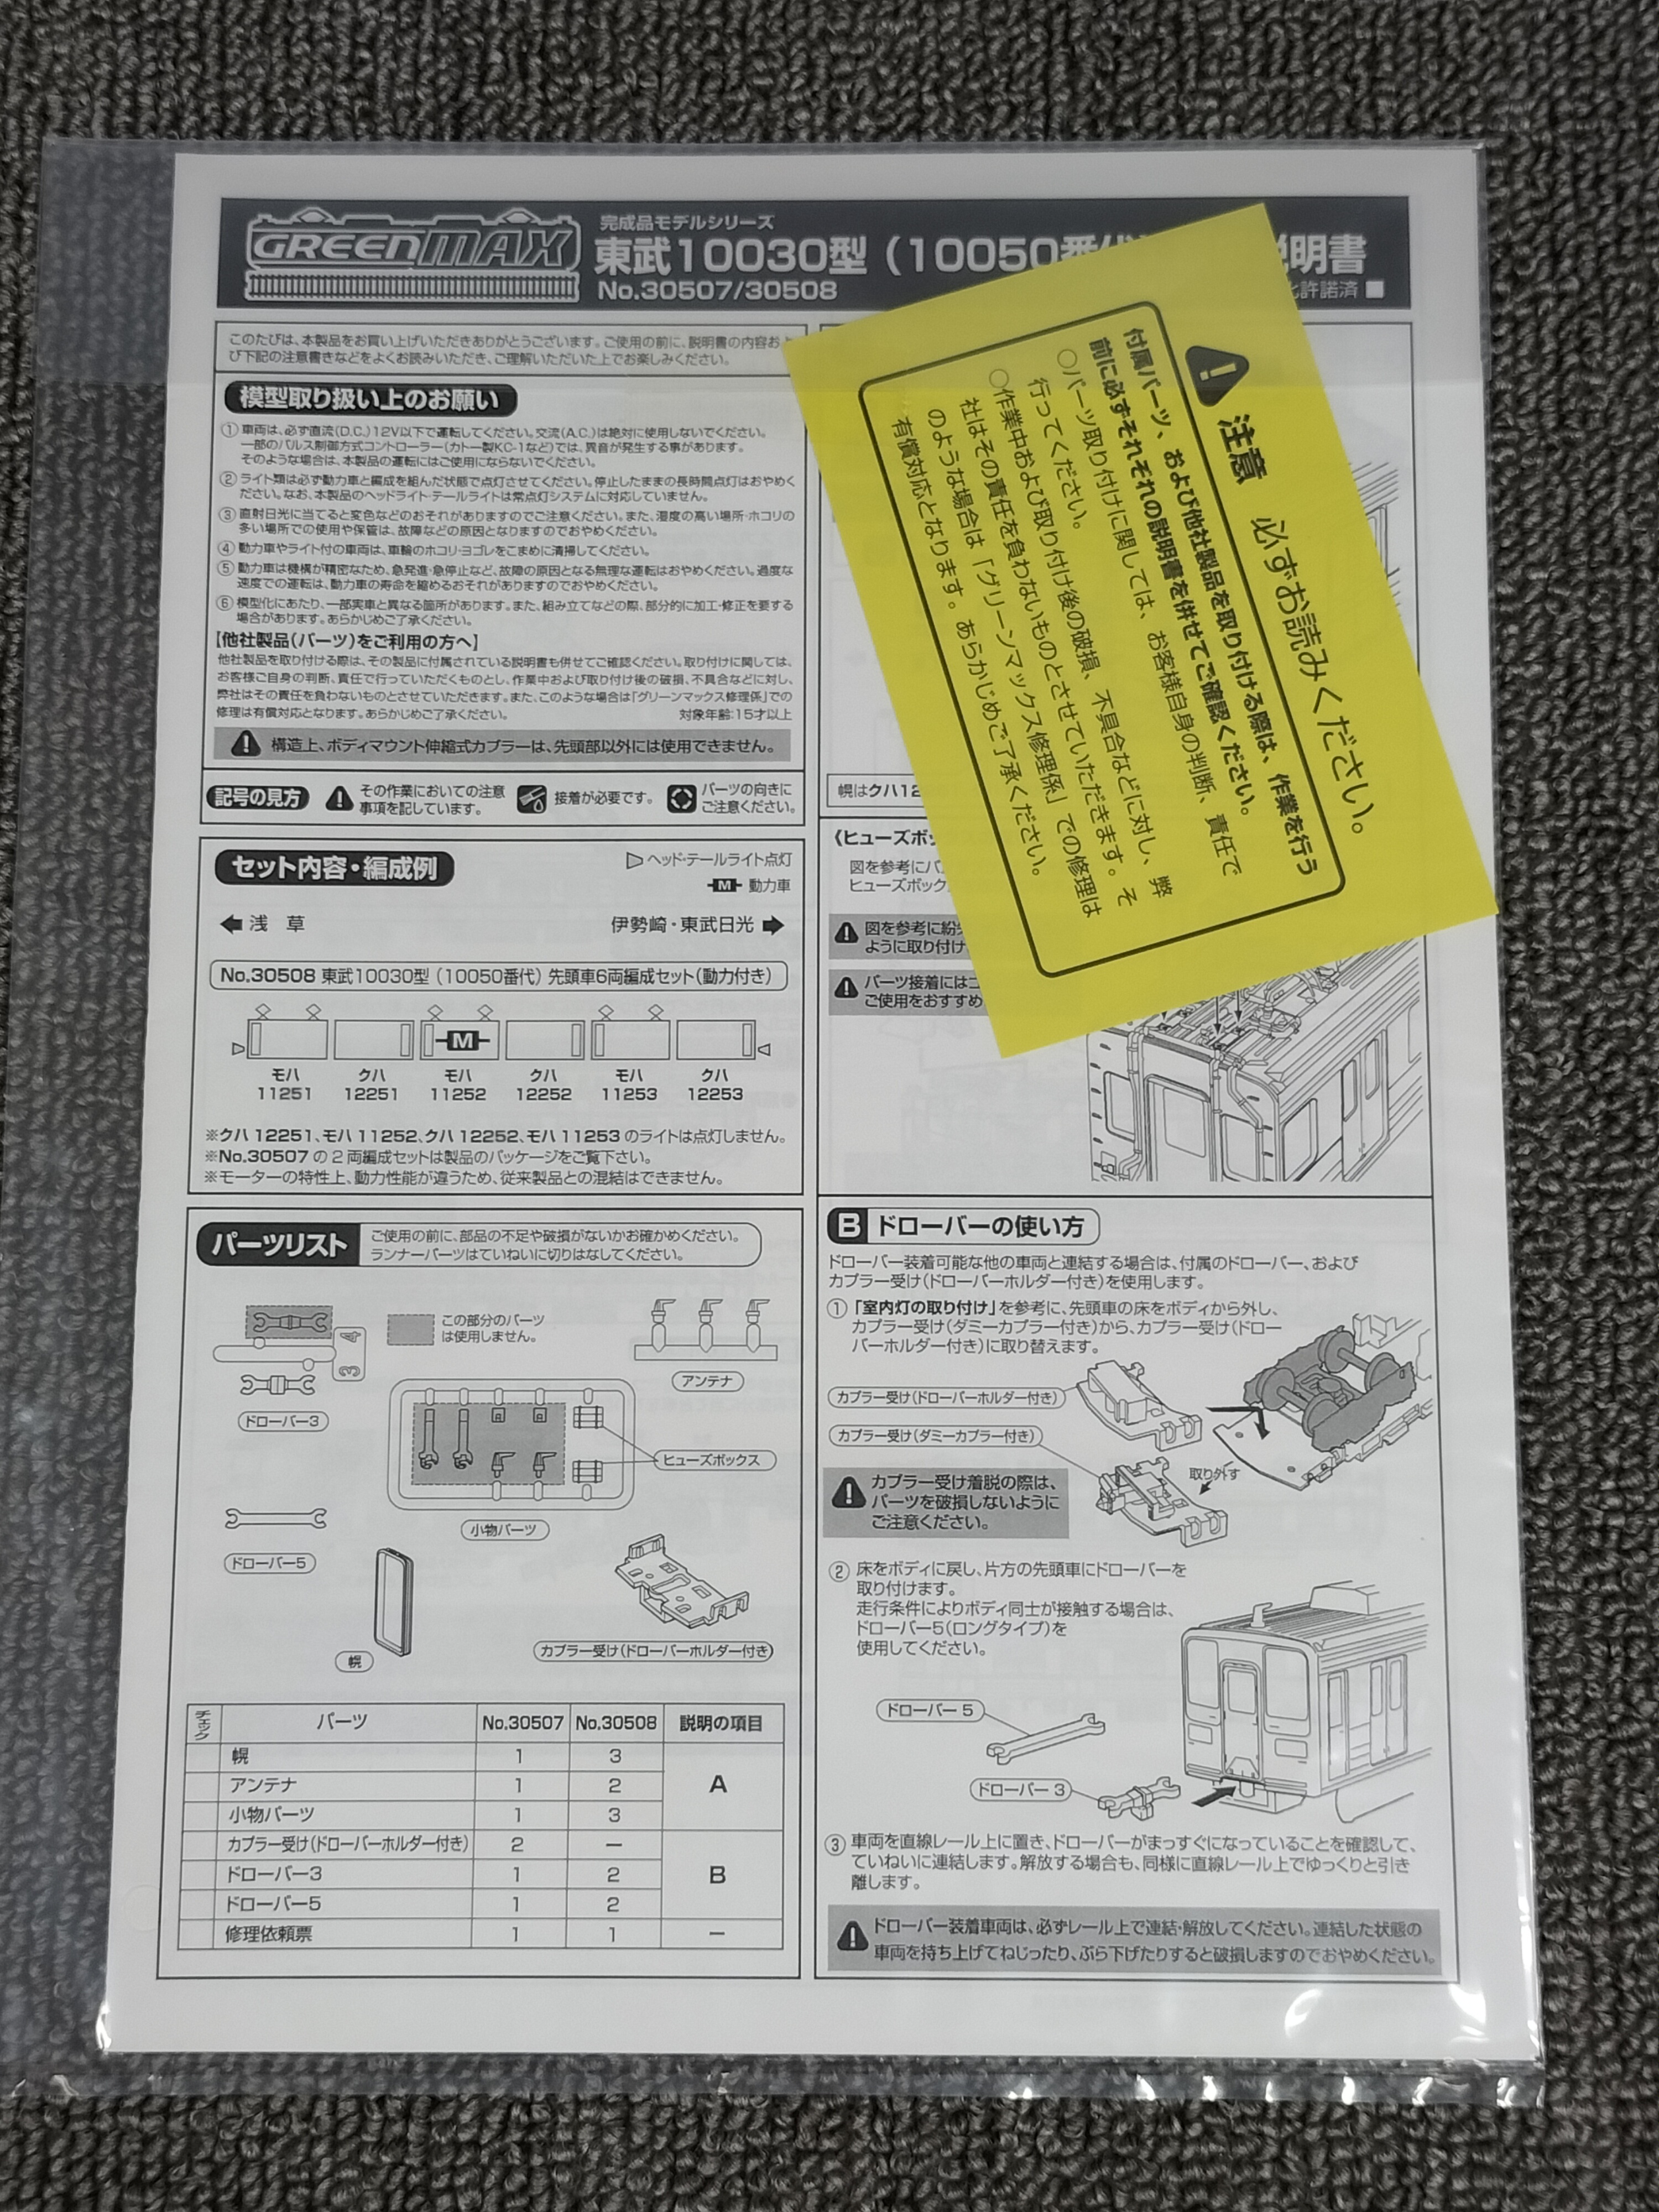 GREENMAX
完成品モデルシリーズ
東武10030型(10050番代
説明書
No.30507/30508
許諾済
このたびは、本製品をお買い上げいただきありがとうございます。ご使用の前に、説明書の内容およ
び下記の注意書きなどをよくお読みいただき、ご理解いただいた上でお楽しみください。
模型取り扱い上のお願い
① 車両は、必ず直流(D.C.)12V以下で運転してください。交流(A.C.)は絶対に使用しないでください。
一部のパルス制御方式コントローラー(カトー製KC-1など)では、異音が発生する事があります。
そのような場合は、本製品の運転にはご使用にならないでください。
② ライト類は必ず動力車と編成を組んだ状態で点灯させてください。停止したままの長時間点灯はおやめく
ださい。なお、本製品のヘッドライト・テールライトは常点灯システムに対応していません。
③ 直射日光に当てると変色などのおそれがありますのでご注意ください。また、湿度の高い場所・ホコリの
多い場所での使用や保管は、故障などの原因となりますのでおやめください。
④ 動力車やライト付の車両は、車輪のホコリ・ヨゴレをこまめに清掃してください。
⑤ 動力車は機構が精密なため、急発進・急停止など、故障の原因となる無理な運転はおやめください。過度な
速度での運転は、動力車の寿命を縮めるおそれがありますのでおやめください。
⑥ 模型化にあたり、一部実車と異なる箇所があります。また、組み立てなどの際、部分的に加工・修正を要する
場合があります。あらかじめご了承ください。
【他社製品(パーツ)をご利用の方へ】
他社製品を取り付ける際は、その製品に付属されている説明書も併せてご確認ください。取り付けに関しては、
お客様ご自身の判断、責任で行っていただくものとし、作業中および取り付け後の破損、不具合などに対し、
弊社はその責任を負わないものとさせていただきます。また、このような場合は「グリーンマックス修理係」での
修理は有償対応となります。あらかじめご了承ください。 対象年齢:15才以上
構造上、ボディマウント伸縮式カプラーは、先頭部以外には使用できません。
記号の見方
その作業においての注意
事項を記しています。
接着が必要です。
パーツの向きに
ご注意ください。
セット内容・編成例
ヘッド・テールライト点灯
M 動力車
浅 草
伊勢崎・東武日光
No.30508 東武10030型(10050番代) 先頭車6両編成セット(動力付き)
M
モハ クハ モハ クハ モハ クハ
11251 12251 11252 12252 11253 12253
※クハ 12251、モハ 11252、クハ 12252、モハ 11253 のライトは点灯しません。
※No.30507 の 2 両編成セットは製品のパッケージをご覧下さい。
※モーターの特性上、動力性能が違うため、従来製品との混結はできません。
パーツリスト
ご使用の前に、部品の不足や破損がないかお確かめください。
ランナーパーツはていねいに切りはなしてください。
この部分のパーツ
は使用しません。
アンテナ
ドローバー3
ヒューズボックス
小物パーツ
ドローバー5
幌
カプラー受け(ドローバーホルダー付き)
チェック パーツ No.30507 No.30508 説明の項目
幌 1 3
アンテナ 1 2 A
小物パーツ 1 3
カプラー受け(ドローバーホルダー付き) 2 ―
ドローバー3 1 2 B
ドローバー5 1 2
修理依頼票 1 1 ―
注意 必ずお読みください。
付属パーツ、および他社製品を取り付ける際は、作業を行う
前に必ずそれぞれの説明書を併せてご確認ください。
○パーツ取り付けに関しては、お客様自身の判断、責任で
行ってください。
○作業中および取り付け後の破損、不具合などに対し、弊
社はその責任を負わないものとさせていただきます。そ
のような場合は「グリーンマックス修理係」での修理は
有償対応となります。あらかじめご了承ください。
幌はクハ12
《ヒューズボッ
図を参考にパ
ヒューズボック
図を参考に紛失
ように取り付け
パーツ接着にはゴ
ご使用をおすすめ
B ドローバーの使い方
ドローバー装着可能な他の車両と連結する場合は、付属のドローバー、および
カプラー受け(ドローバーホルダー付き)を使用します。
① 「室内灯の取り付け」を参考に、先頭車の床をボディから外し、
カプラー受け(ダミーカプラー付き)から、カプラー受け(ドロー
バーホルダー付き)に取り替えます。
カプラー受け(ドローバーホルダー付き)
カプラー受け(ダミーカプラー付き)
取り外す
カプラー受け着脱の際は、
パーツを破損しないように
ご注意ください。
② 床をボディに戻し、片方の先頭車にドローバーを
取り付けます。
走行条件によりボディ同士が接触する場合は、
ドローバー5(ロングタイプ)を
使用してください。
ドローバー 5
ドローバー 3
③ 車両を直線レール上に置き、ドローバーがまっすぐになっていることを確認して、
ていねいに連結します。解放する場合も、同様に直線レール上でゆっくりと引き
離します。
ドローバー装着車両は、必ずレール上で連結・解放してください。連結した状態の
車両を持ち上げてねじったり、ぶら下げたりすると破損しますのでおやめください。